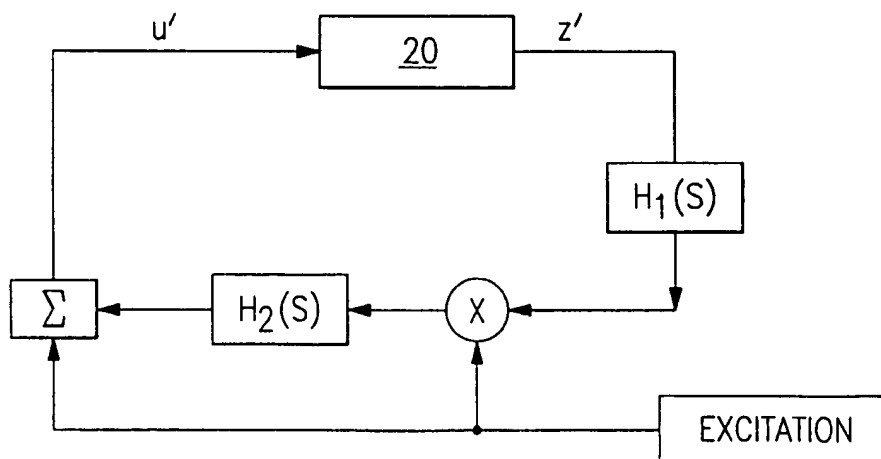 u'
20
z'
H1(S)
Σ
H2(S)
X
EXCITATION